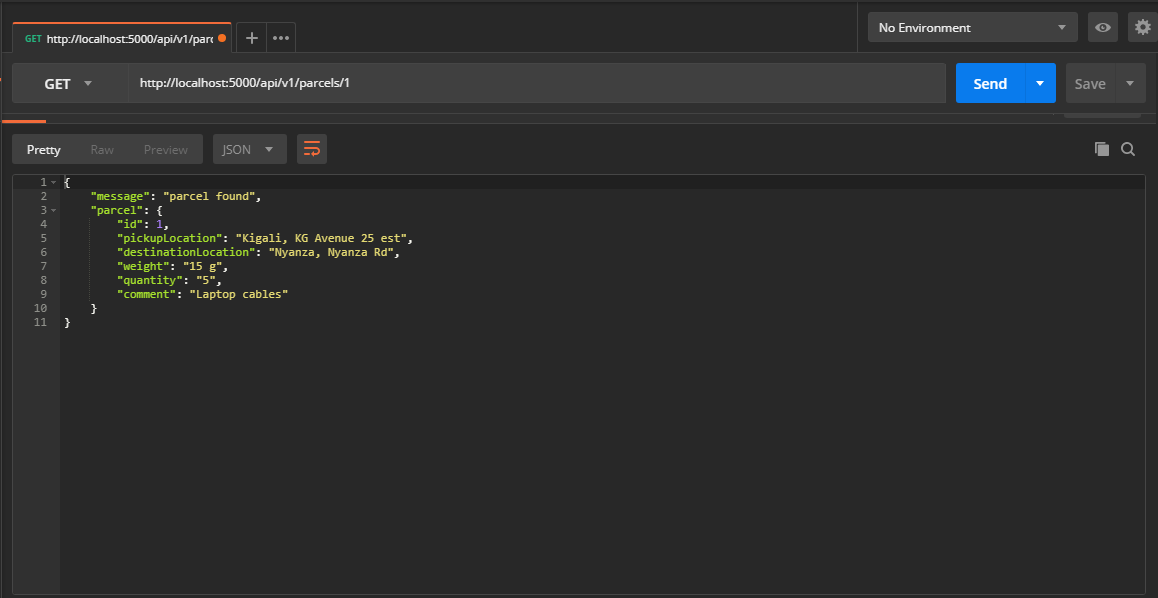 GET http://localhost:5000/api/v1/parc
No Environment
GET
http://localhost:5000/api/v1/parcels/1
Send
Save
Pretty
Raw
Preview
JSON
1 {
2 "message": "parcel found",
3 "parcel": {
4 "id": 1,
5 "pickupLocation": "Kigali, KG Avenue 25 est",
6 "destinationLocation": "Nyanza, Nyanza Rd",
7 "weight": "15 g",
8 "quantity": "5",
9 "comment": "Laptop cables"
10 }
11 }